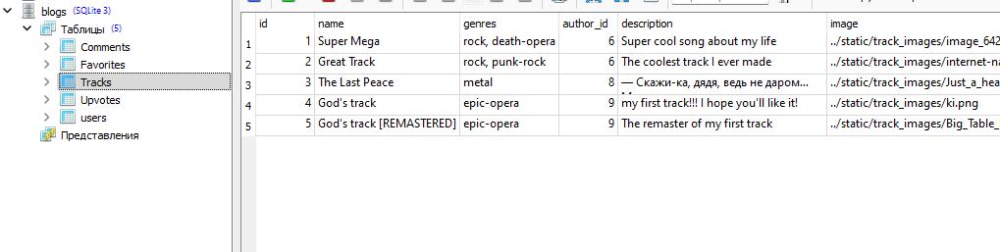 blogs (SQLite 3)
Таблицы (5)
Comments
Favorites
Tracks
Upvotes
users
Представления
id name genres author_id description image
1 1 Super Mega rock, death-opera 6 Super cool song about my life ../static/track_images/image_642
2 2 Great Track rock, punk-rock 6 The coolest track I ever made ../static/track_images/internet-na
3 3 The Last Peace metal 8 — Скажи-ка, дядя, ведь не даром... ../static/track_images/Just_a_hea
4 4 God's track epic-opera 9 my first track!!! I hope you'll like it! ../static/track_images/ki.png
5 5 God's track [REMASTERED] epic-opera 9 The remaster of my first track ../static/track_images/Big_Table_